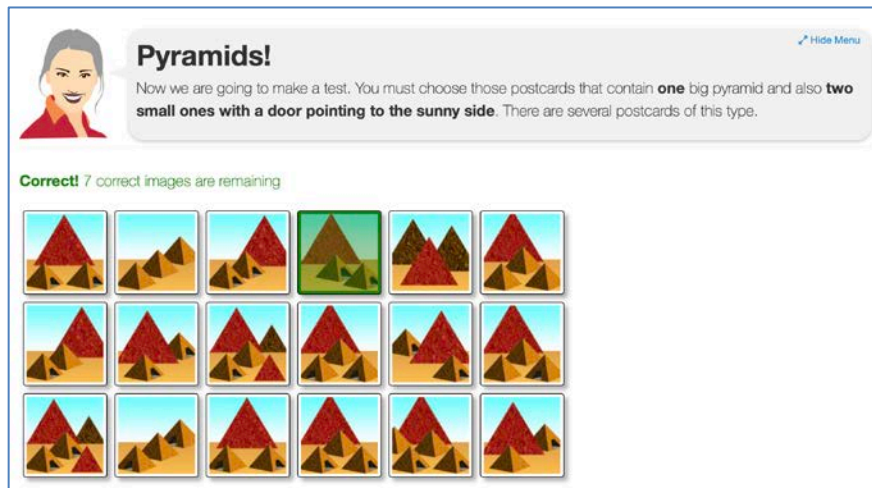 Hide Menu
Pyramids!
Now we are going to make a test. You must choose those postcards that contain one big pyramid and also two
small ones with a door pointing to the sunny side. There are several postcards of this type.
Correct! 7 correct images are remaining